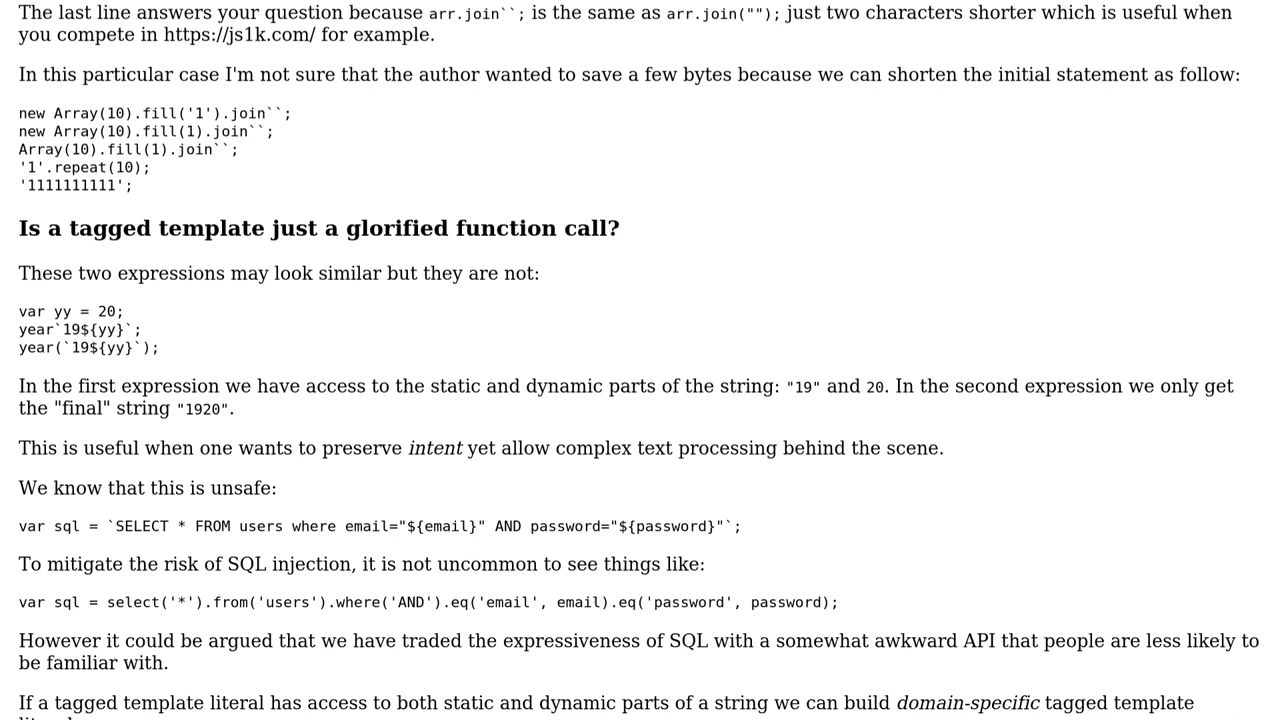 The last line answers your question because arr.join``; is the same as arr.join(""); just two characters shorter which is useful when
you compete in https://js1k.com/ for example.
In this particular case I'm not sure that the author wanted to save a few bytes because we can shorten the initial statement as follow:
new Array(10).fill('1').join``;
new Array(10).fill(1).join``;
Array(10).fill(1).join``;
'1'.repeat(10);
'1111111111';
Is a tagged template just a glorified function call?
These two expressions may look similar but they are not:
var yy = 20;
year`19${yy}`;
year(`19${yy}`);
In the first expression we have access to the static and dynamic parts of the string: "19" and 20. In the second expression we only get
the "final" string "1920".
This is useful when one wants to preserve intent yet allow complex text processing behind the scene.
We know that this is unsafe:
var sql = `SELECT * FROM users where email="${email}" AND password="${password}"`;
To mitigate the risk of SQL injection, it is not uncommon to see things like:
var sql = select('*').from('users').where('AND').eq('email', email).eq('password', password);
However it could be argued that we have traded the expressiveness of SQL with a somewhat awkward API that people are less likely to
be familiar with.
If a tagged template literal has access to both static and dynamic parts of a string we can build domain-specific tagged template